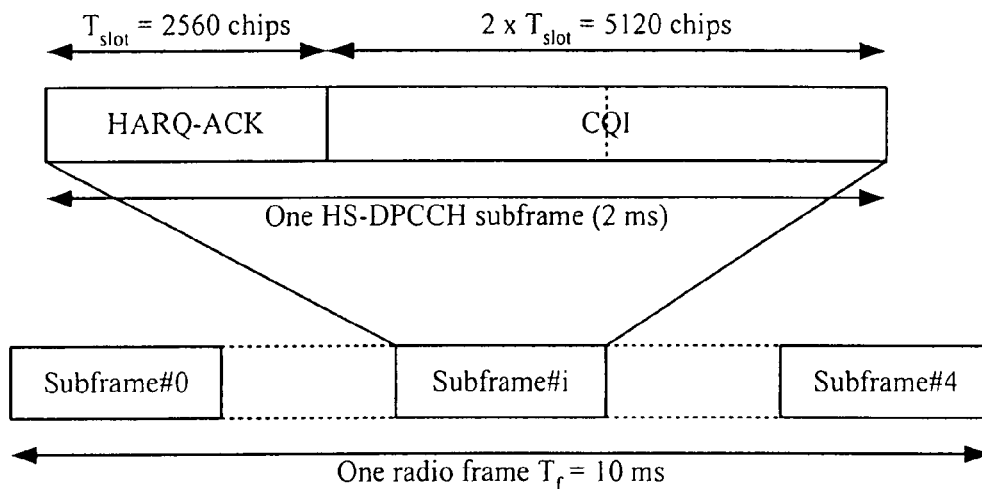 T_slot = 2560 chips
2 x T_slot = 5120 chips
HARQ-ACK
CQI
One HS-DPCCH subframe (2 ms)
Subframe#0
Subframe#i
Subframe#4
One radio frame T_f = 10 ms